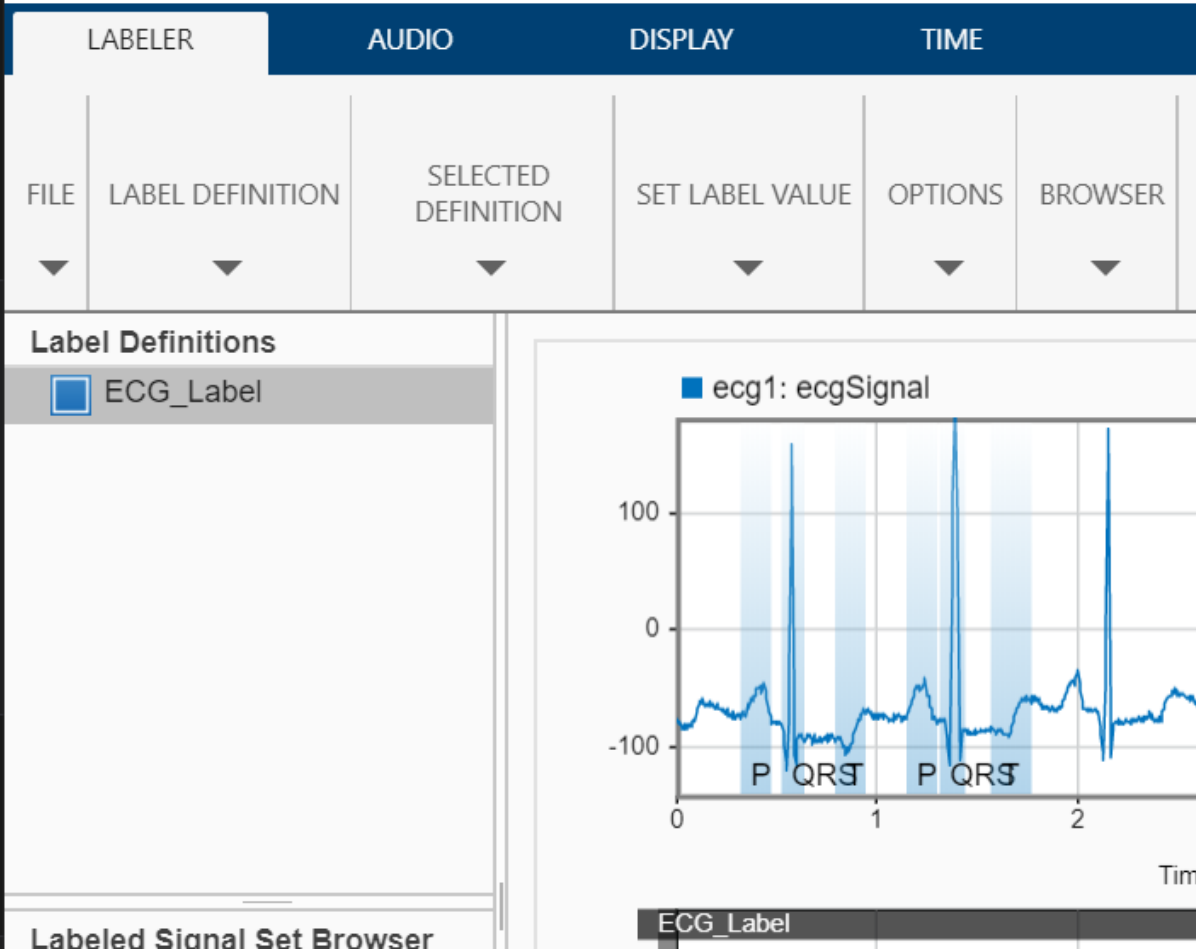 LABELER AUDIO DISPLAY TIME
FILE LABEL DEFINITION SELECTED DEFINITION SET LABEL VALUE OPTIONS BROWSER
Label Definitions
ECG_Label
ecg1: ecgSignal
100
0
-100
P QRS T P QRS T
0 1 2
Tim
ECG_Label
Labeled Signal Set Browser